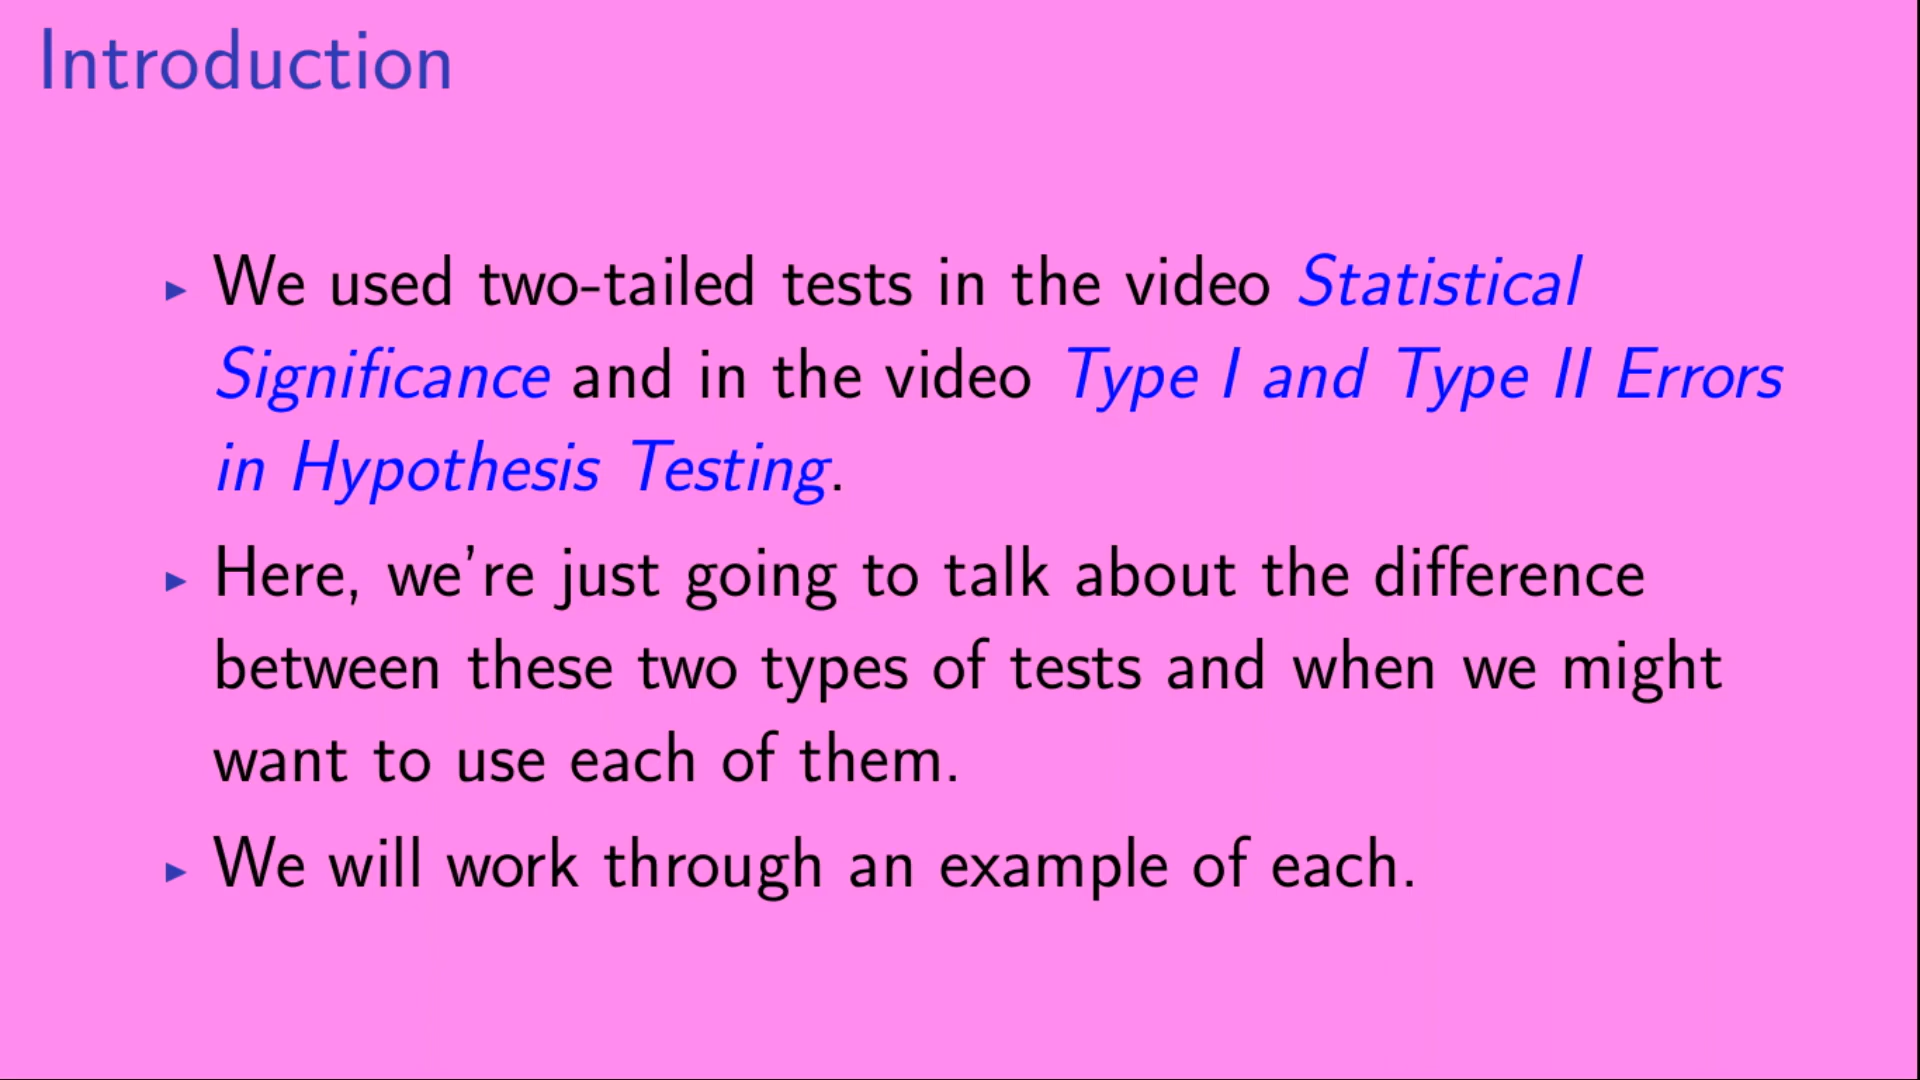 Introduction
▸ We used two-tailed tests in the video Statistical
Significance and in the video Type I and Type II Errors
in Hypothesis Testing.
▸ Here, we're just going to talk about the difference
between these two types of tests and when we might
want to use each of them.
▸ We will work through an example of each.